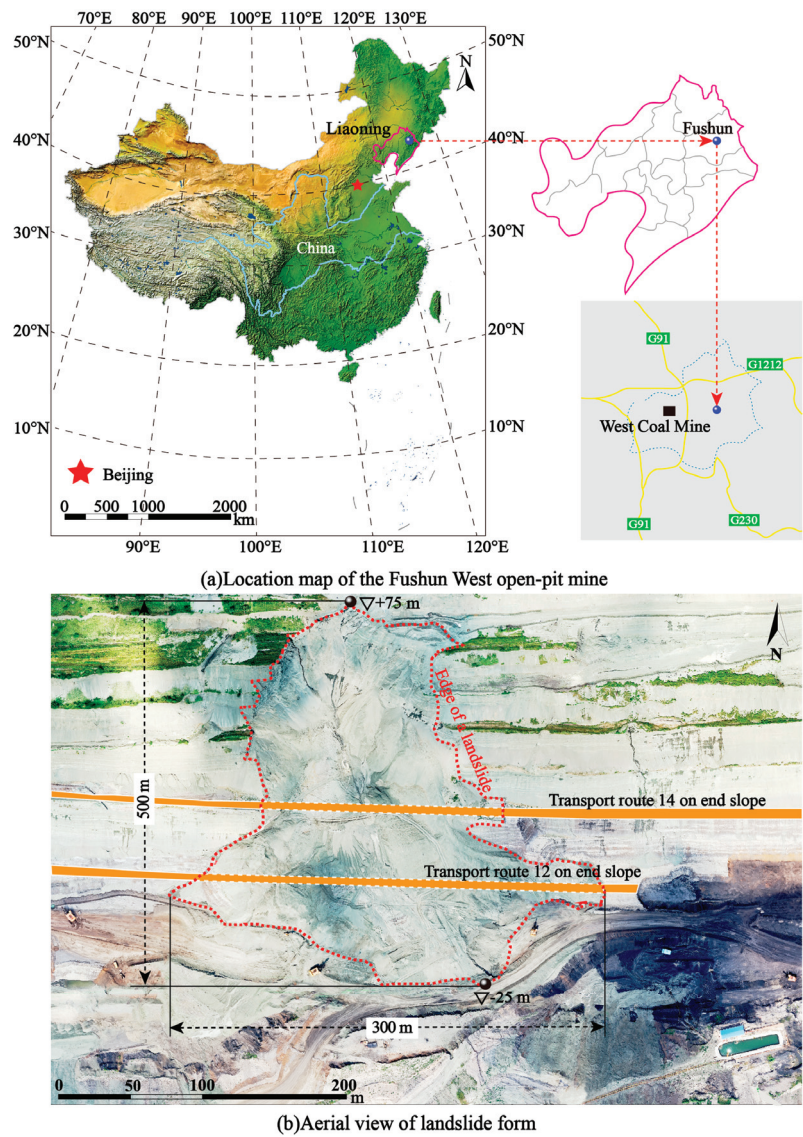 70°E 80°E 90°E 100°E 110°E 120°E 130°E
50°N
50°N
N
40°N
Liaoning
40°N
Fushun
30°N
China
30°N
20°N
20°N
10°N
10°N
Beijing
0 500 1000 2000
km
90°E 100°E 110°E 120°E
G91
G1212
West Coal Mine
G91
G230
(a)Location map of the Fushun West open-pit mine
+75 m
N
Edge of a landslide
500 m
Transport route 14 on end slope
Transport route 12 on end slope
-25 m
300 m
0 50 100 200
m
(b)Aerial view of landslide form